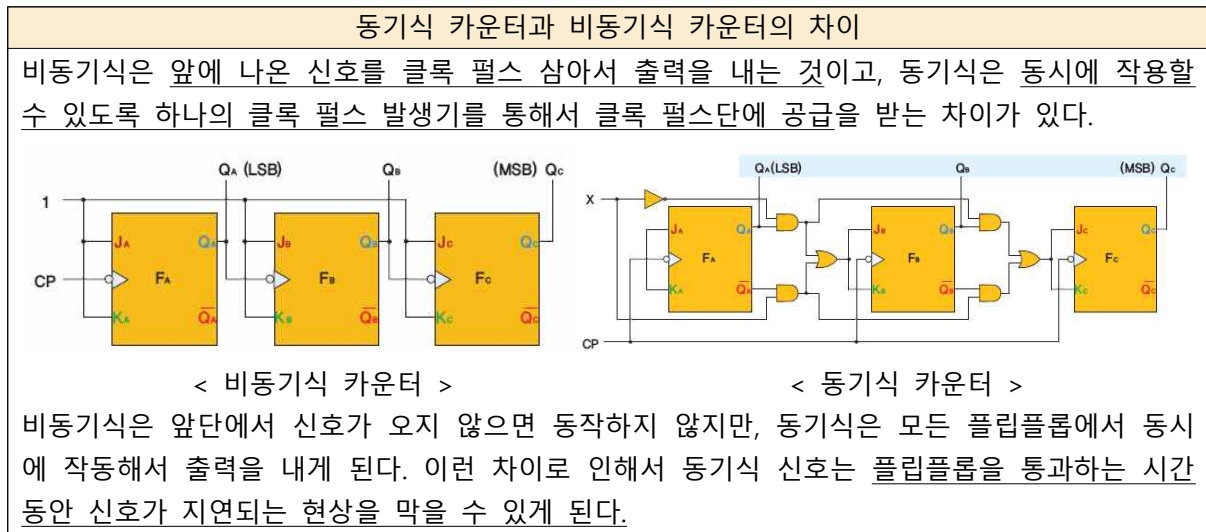 동기식 카운터과 비동기식 카운터의 차이
비동기식은 앞에 나온 신호를 클록 펄스 삼아서 출력을 내는 것이고, 동기식은 동시에 작용할
수 있도록 하나의 클록 펄스 발생기를 통해서 클록 펄스단에 공급을 받는 차이가 있다.
QA (LSB) QB (MSB) QC
1
JA QA JB QB JC QC
CP FA FB FC
KA Q̅A̅ KB Q̅B̅ KC Q̅C̅
QA(LSB) QB (MSB) QC
X
JA QA JB QB JC QC
FA FB FC
KA Q̅A̅ KB Q̅B̅ KC Q̅C̅
CP
< 비동기식 카운터 > < 동기식 카운터 >
비동기식은 앞단에서 신호가 오지 않으면 동작하지 않지만, 동기식은 모든 플립플롭에서 동시
에 작동해서 출력을 내게 된다. 이런 차이로 인해서 동기식 신호는 플립플롭을 통과하는 시간
동안 신호가 지연되는 현상을 막을 수 있게 된다.